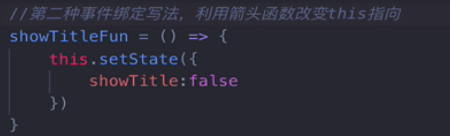 //第二种事件绑定写法，利用箭头函数改变this指向
showTitleFun = () => {
    this.setState({
        showTitle:false
    })
}